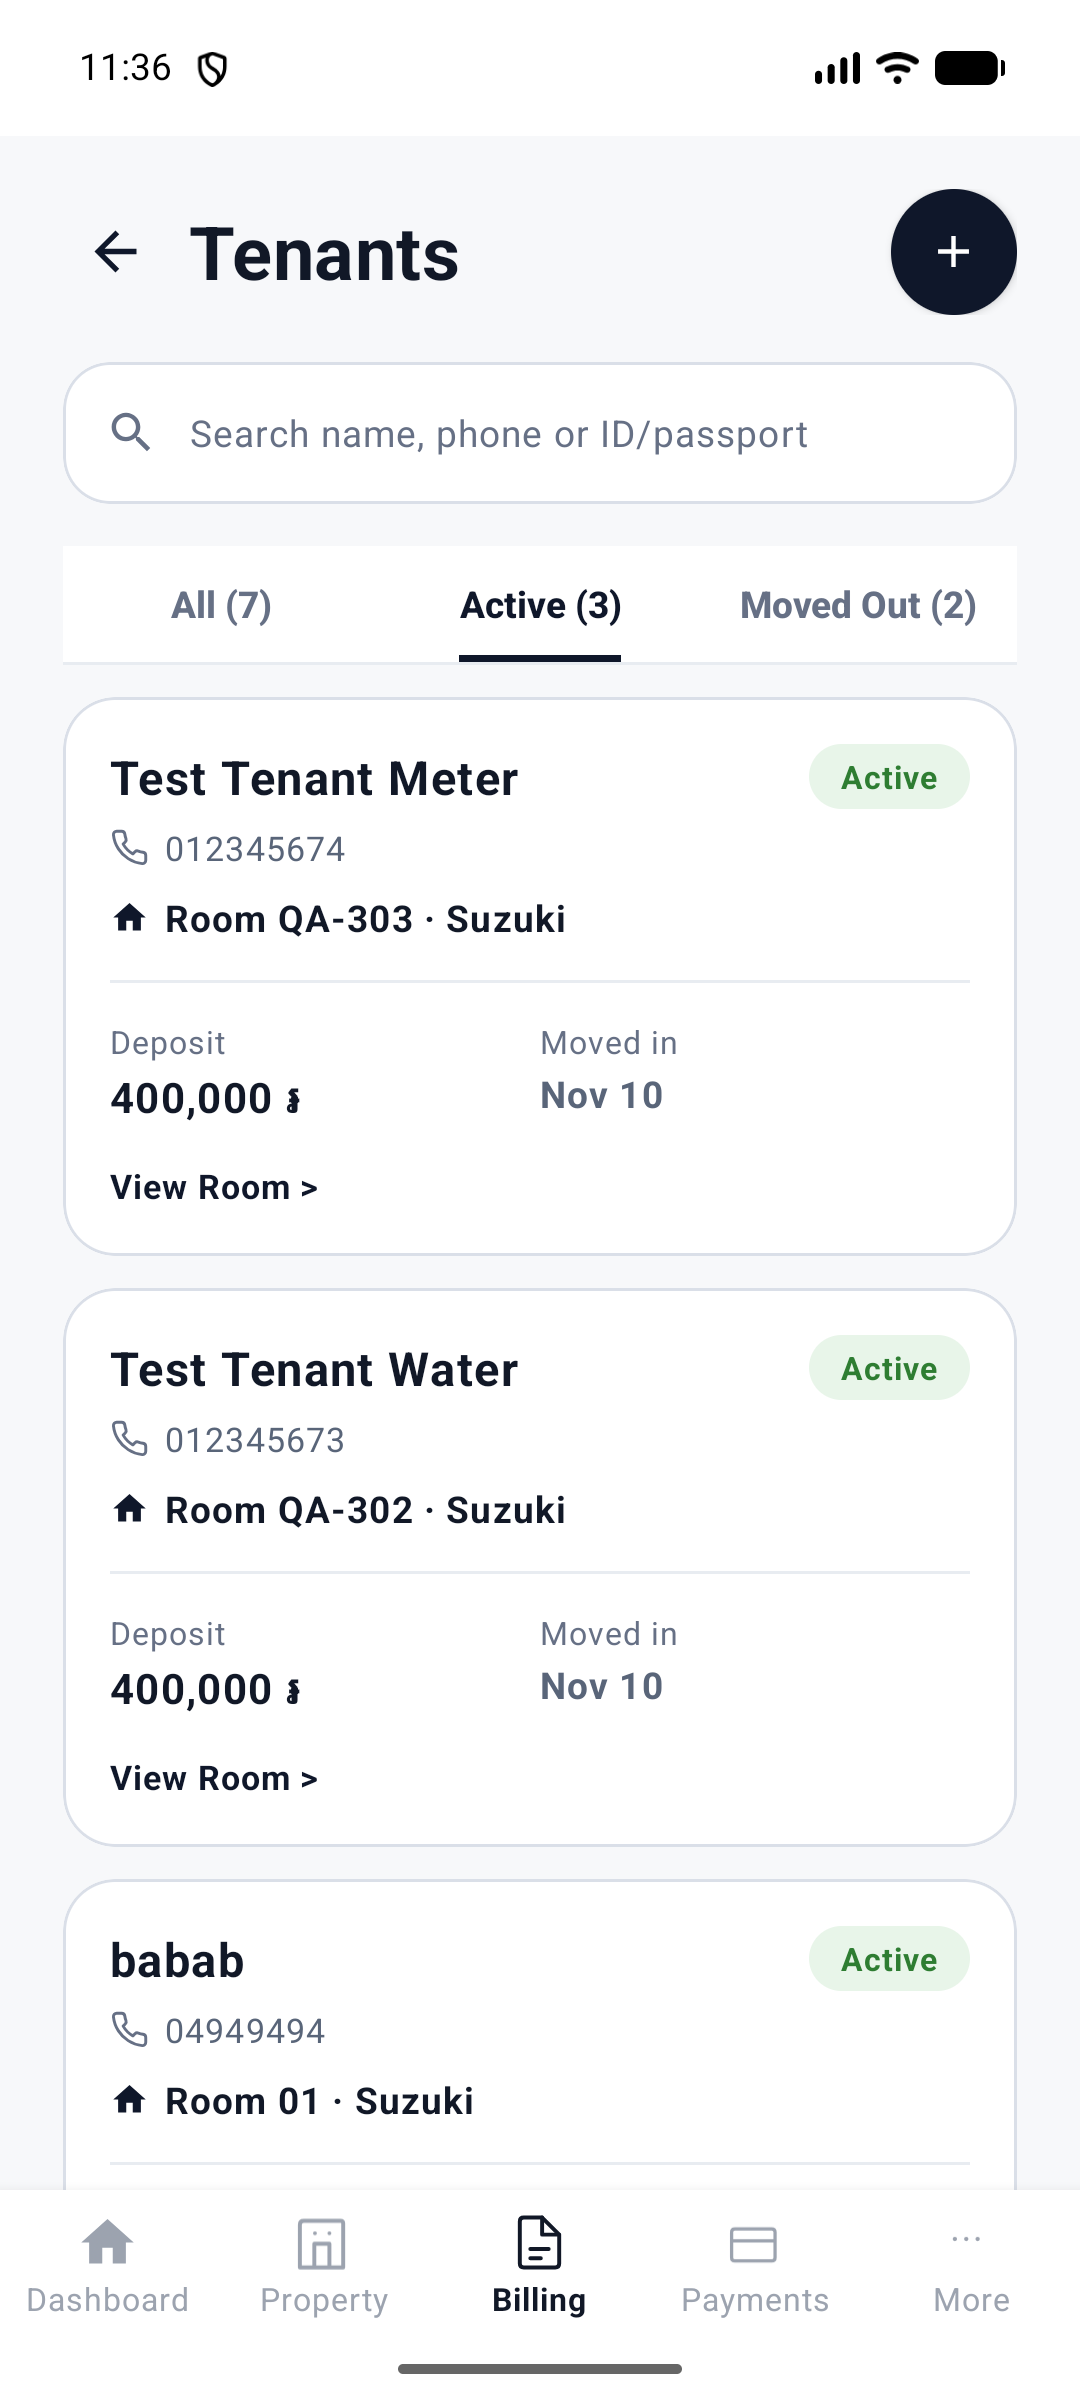 11:36
Tenants
Search name, phone or ID/passport
All (7)
Active (3)
Moved Out (2)
Test Tenant Meter
Active
012345674
Room QA-303 · Suzuki
Deposit
Moved in
400,000 ៛
Nov 10
View Room >
Test Tenant Water
Active
012345673
Room QA-302 · Suzuki
Deposit
Moved in
400,000 ៛
Nov 10
View Room >
babab
Active
04949494
Room 01 · Suzuki
Dashboard
Property
Billing
Payments
More